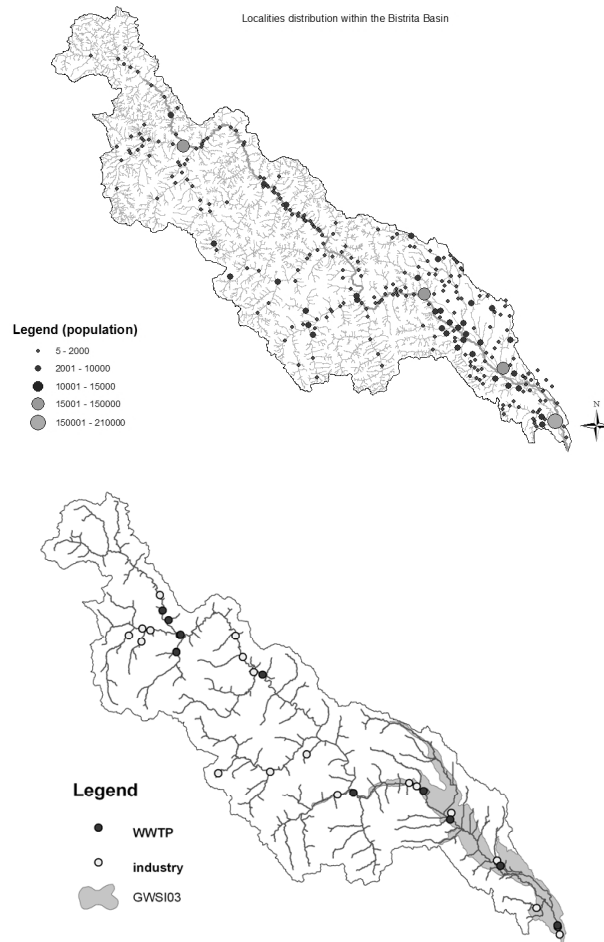 Localities distribution within the Bistrita Basin
Legend (population)
5 - 2000
2001 - 10000
10001 - 15000
15001 - 150000
150001 - 210000
N
Legend
WWTP
industry
GWSI03